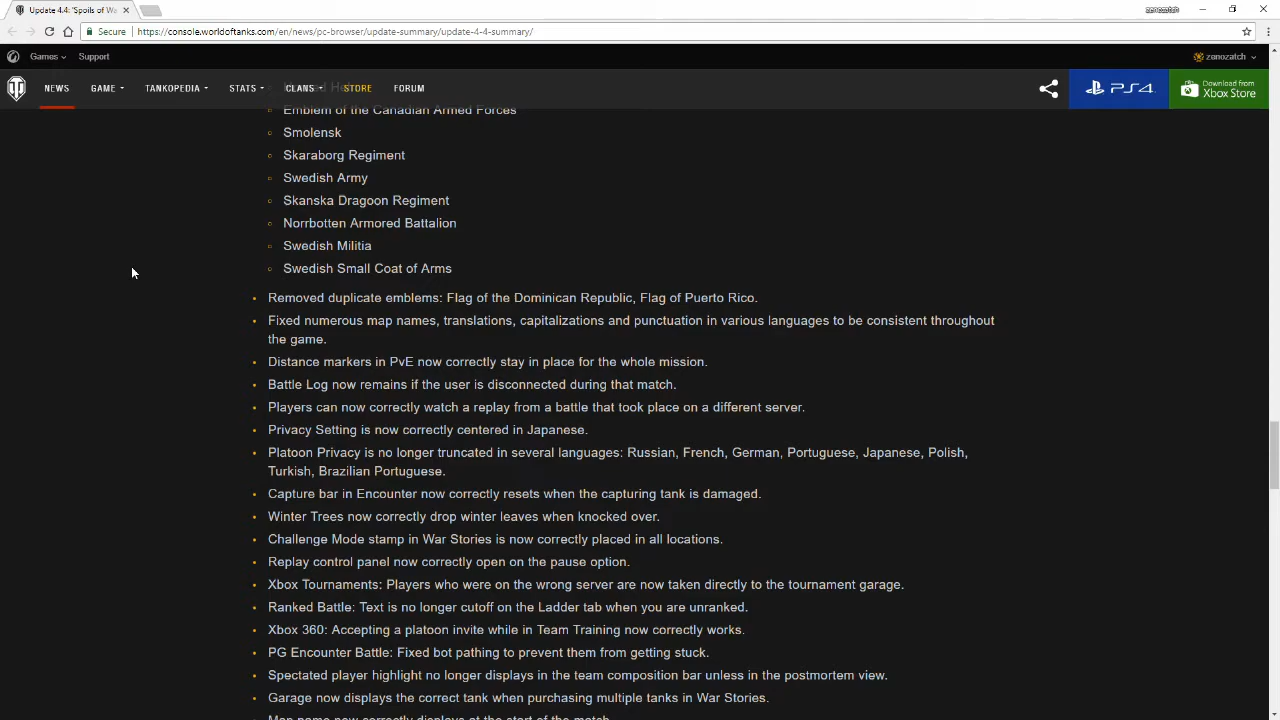 Update 4.4: 'Spoils of Wa
zenozatch
Secure https://console.worldoftanks.com/en/news/pc-browser/update-summary/update-4-4-summary/
Games Support zenozatch
NEWS GAME TANKOPEDIA STATS CLANS STORE FORUM PS4 Download from
Xbox Store
Emblem of the Canadian Armed Forces
Smolensk
Skaraborg Regiment
Swedish Army
Skanska Dragoon Regiment
Norrbotten Armored Battalion
Swedish Militia
Swedish Small Coat of Arms
Removed duplicate emblems: Flag of the Dominican Republic, Flag of Puerto Rico.
Fixed numerous map names, translations, capitalizations and punctuation in various languages to be consistent throughout
the game.
Distance markers in PvE now correctly stay in place for the whole mission.
Battle Log now remains if the user is disconnected during that match.
Players can now correctly watch a replay from a battle that took place on a different server.
Privacy Setting is now correctly centered in Japanese.
Platoon Privacy is no longer truncated in several languages: Russian, French, German, Portuguese, Japanese, Polish,
Turkish, Brazilian Portuguese.
Capture bar in Encounter now correctly resets when the capturing tank is damaged.
Winter Trees now correctly drop winter leaves when knocked over.
Challenge Mode stamp in War Stories is now correctly placed in all locations.
Replay control panel now correctly open on the pause option.
Xbox Tournaments: Players who were on the wrong server are now taken directly to the tournament garage.
Ranked Battle: Text is no longer cutoff on the Ladder tab when you are unranked.
Xbox 360: Accepting a platoon invite while in Team Training now correctly works.
PG Encounter Battle: Fixed bot pathing to prevent them from getting stuck.
Spectated player highlight no longer displays in the team composition bar unless in the postmortem view.
Garage now displays the correct tank when purchasing multiple tanks in War Stories.
Map name now correctly displays at the start of the match.